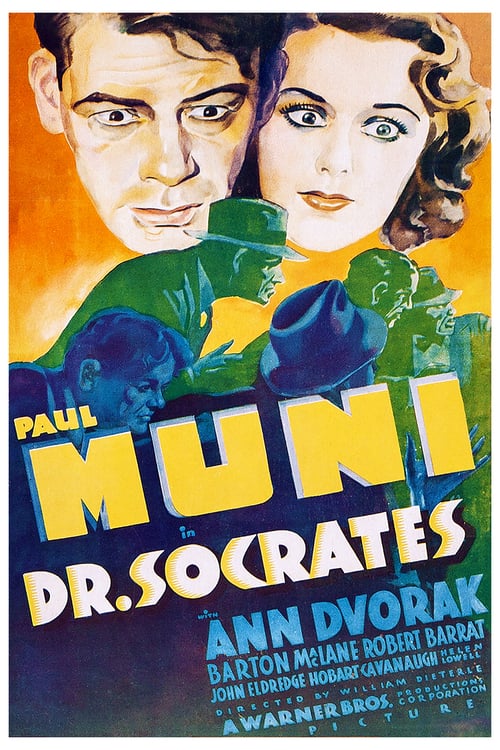 PAUL
MUNI
in
DR. SOCRATES
WITH
ANN DVORAK
BARTON MacLANE ROBERT BARRAT
JOHN ELDREDGE HOBART CAVANAUGH HELEN LOWELL
DIRECTED BY WILLIAM DIETERLE
A WARNER BROS. PRODUCTIONS CORPORATION
PICTURE